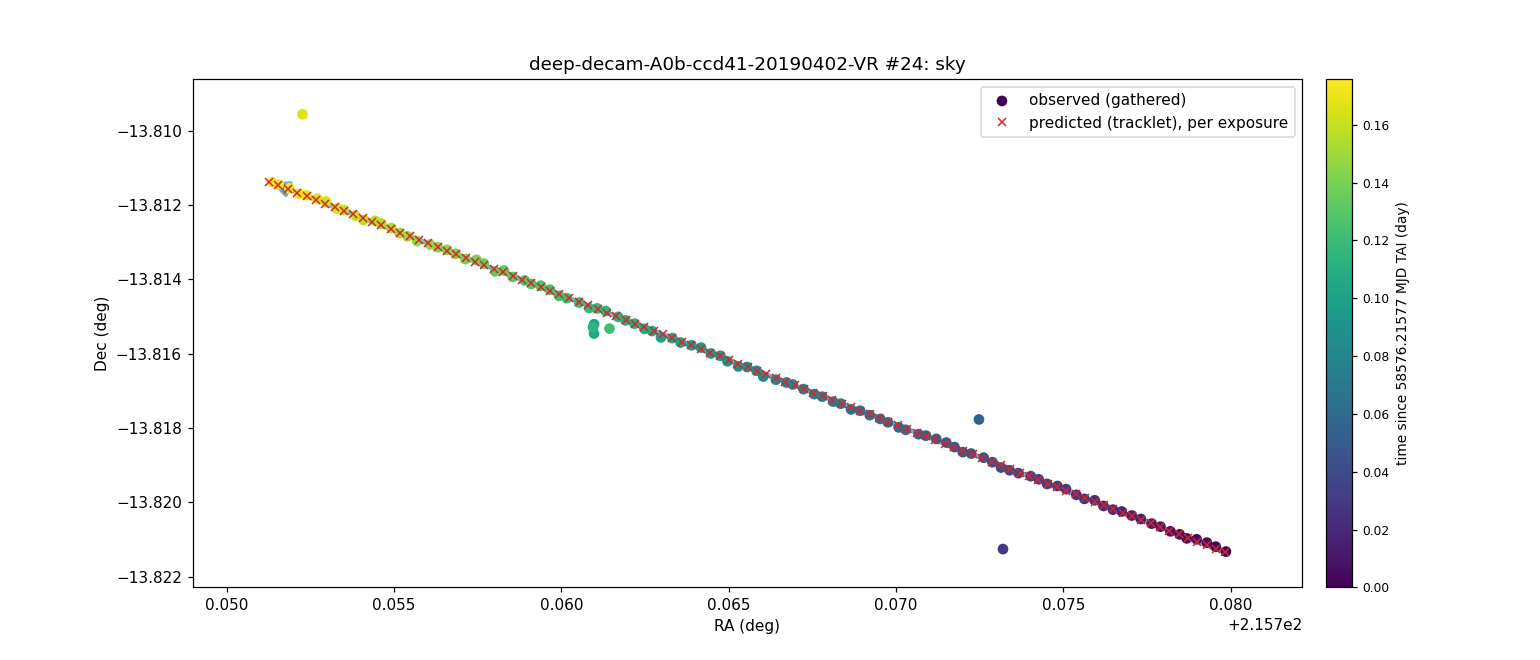 deep-decam-A0b-ccd41-20190402-VR #24: sky
observed (gathered)
predicted (tracklet), per exposure
−13.810
−13.812
−13.814
−13.816
−13.818
−13.820
−13.822
Dec (deg)
0.050 0.055 0.060 0.065 0.070 0.075 0.080
RA (deg)
+2.157e2
0.16
0.14
0.12
0.10
0.08
0.06
0.04
0.02
0.00
time since 58576.21577 MJD TAI (day)